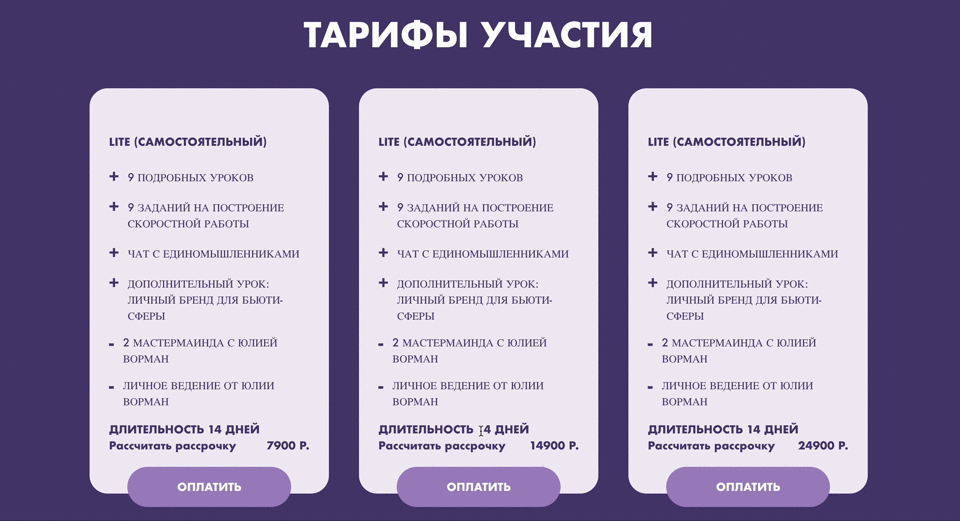 ТАРИФЫ УЧАСТИЯ
LITE (САМОСТОЯТЕЛЬНЫЙ)
+ 9 ПОДРОБНЫХ УРОКОВ
+ 9 ЗАДАНИЙ НА ПОСТРОЕНИЕ
СКОРОСТНОЙ РАБОТЫ
+ ЧАТ С ЕДИНОМЫШЛЕННИКАМИ
+ ДОПОЛНИТЕЛЬНЫЙ УРОК:
ЛИЧНЫЙ БРЕНД ДЛЯ БЬЮТИ-
СФЕРЫ
- 2 МАСТЕРМАИНДА С ЮЛИЕЙ
ВОРМАН
- ЛИЧНОЕ ВЕДЕНИЕ ОТ ЮЛИИ
ВОРМАН
ДЛИТЕЛЬНОСТЬ 14 ДНЕЙ
Рассчитать рассрочку 7900 Р.
ОПЛАТИТЬ
LITE (САМОСТОЯТЕЛЬНЫЙ)
+ 9 ПОДРОБНЫХ УРОКОВ
+ 9 ЗАДАНИЙ НА ПОСТРОЕНИЕ
СКОРОСТНОЙ РАБОТЫ
+ ЧАТ С ЕДИНОМЫШЛЕННИКАМИ
+ ДОПОЛНИТЕЛЬНЫЙ УРОК:
ЛИЧНЫЙ БРЕНД ДЛЯ БЬЮТИ-
СФЕРЫ
- 2 МАСТЕРМАИНДА С ЮЛИЕЙ
ВОРМАН
- ЛИЧНОЕ ВЕДЕНИЕ ОТ ЮЛИИ
ВОРМАН
ДЛИТЕЛЬНОСТЬ 14 ДНЕЙ
Рассчитать рассрочку 14900 Р.
ОПЛАТИТЬ
LITE (САМОСТОЯТЕЛЬНЫЙ)
+ 9 ПОДРОБНЫХ УРОКОВ
+ 9 ЗАДАНИЙ НА ПОСТРОЕНИЕ
СКОРОСТНОЙ РАБОТЫ
+ ЧАТ С ЕДИНОМЫШЛЕННИКАМИ
+ ДОПОЛНИТЕЛЬНЫЙ УРОК:
ЛИЧНЫЙ БРЕНД ДЛЯ БЬЮТИ-
СФЕРЫ
- 2 МАСТЕРМАИНДА С ЮЛИЕЙ
ВОРМАН
- ЛИЧНОЕ ВЕДЕНИЕ ОТ ЮЛИИ
ВОРМАН
ДЛИТЕЛЬНОСТЬ 14 ДНЕЙ
Рассчитать рассрочку 24900 Р.
ОПЛАТИТЬ